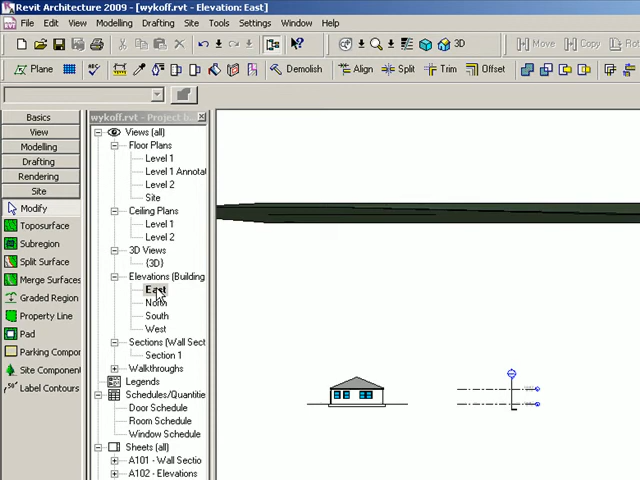 Revit Architecture 2009 - [wykoff.rvt - Elevation: East]
File Edit View Modelling Drafting Site Tools Settings Window Help
3D Move Copy Ro
Plane Demolish Align Split Trim Offset
Basics
View
Modelling
Drafting
Rendering
Site
Modify
Toposurface
Subregion
Split Surface
Merge Surfaces
Graded Region
Property Line
Pad
Parking Compor
Site Component
Label Contours
wykoff.rvt - Project b
Views (all)
Floor Plans
Level 1
Level 1 Annotat
Level 2
Site
Ceiling Plans
Level 1
Level 2
3D Views
{3D}
Elevations (Building
East
North
South
West
Sections (Wall Sect
Section 1
Walkthroughs
Legends
Schedules/Quantitie
Door Schedule
Room Schedule
Window Schedule
Sheets (all)
A101 - Wall Sectio
A102 - Elevations